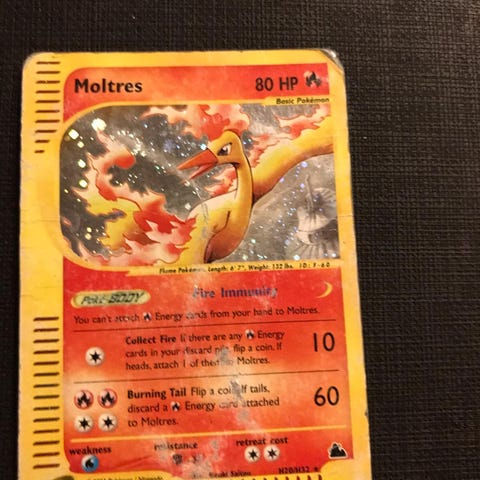 Moltres 80 HP
Basic Pokémon
Flame Pokémon. Length: 6' 7", Weight: 132 lbs.
Poké-BODY Fire Immunity
You can't attach Energy cards from your hand to Moltres.
Collect Fire If there are any Energy
cards in your discard pile, flip a coin. If
heads, attach 1 of them to Moltres.
10
Burning Tail Flip a coin. If tails,
discard a Energy card attached
to Moltres.
60
weakness resistance retreat cost
Saitou H20/H32